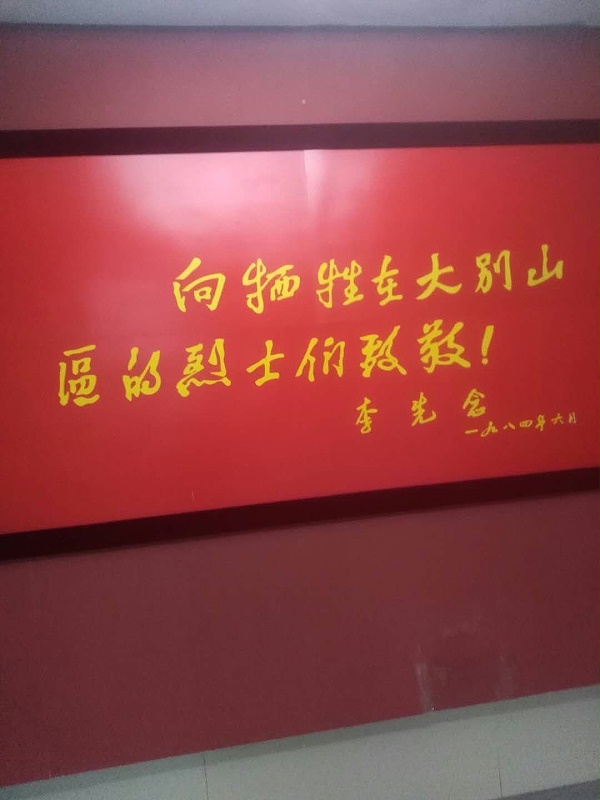 向牺牲在大别山
區的烈士们致敬！
李先念
一九八四年六月